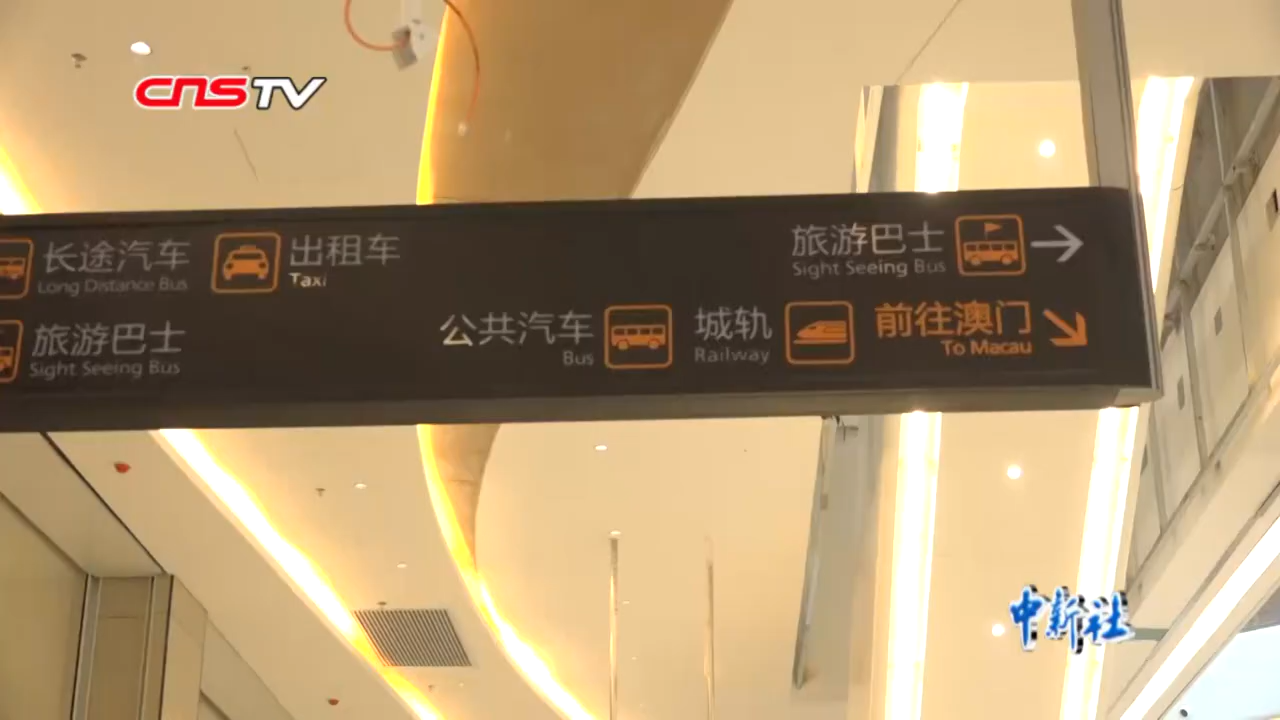 CNSTV
长途汽车
Long Distance Bus
出租车
Taxi
旅游巴士
Sight Seeing Bus
旅游巴士
Sight Seeing Bus
公共汽车
Bus
城轨
Railway
前往澳门
To Macau
中新社